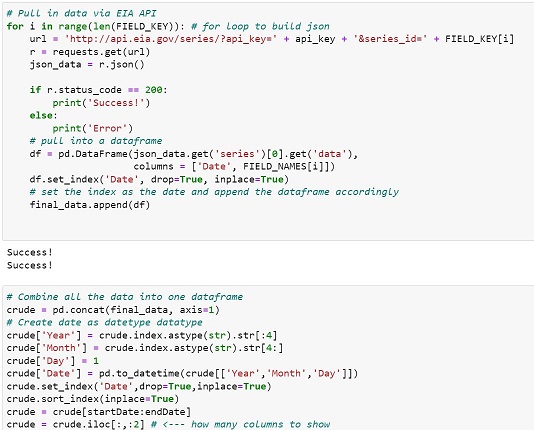 # Pull in data via EIA API
for i in range(len(FIELD_KEY)): # for loop to build json
    url = 'http://api.eia.gov/series/?api_key=' + api_key + '&series_id=' + FIELD_KEY[i]
    r = requests.get(url)
    json_data = r.json()
    if r.status_code == 200:
        print('Success!')
    else:
        print('Error')
    # pull into a dataframe
    df = pd.DataFrame(json_data.get('series')[0].get('data'),
                      columns = ['Date', FIELD_NAMES[i]])
    df.set_index('Date', drop=True, inplace=True)
    # set the index as the date and append the dataframe accordingly
    final_data.append(df)
Success!
Success!
# Combine all the data into one dataframe
crude = pd.concat(final_data, axis=1)
# Create date as datetype datatype
crude['Year'] = crude.index.astype(str).str[:4]
crude['Month'] = crude.index.astype(str).str[4:]
crude['Day'] = 1
crude['Date'] = pd.to_datetime(crude[['Year','Month','Day']])
crude.set_index('Date',drop=True,inplace=True)
crude.sort_index(inplace=True)
crude = crude[startDate:endDate]
crude = crude.iloc[:,:2] # <--- how many columns to show